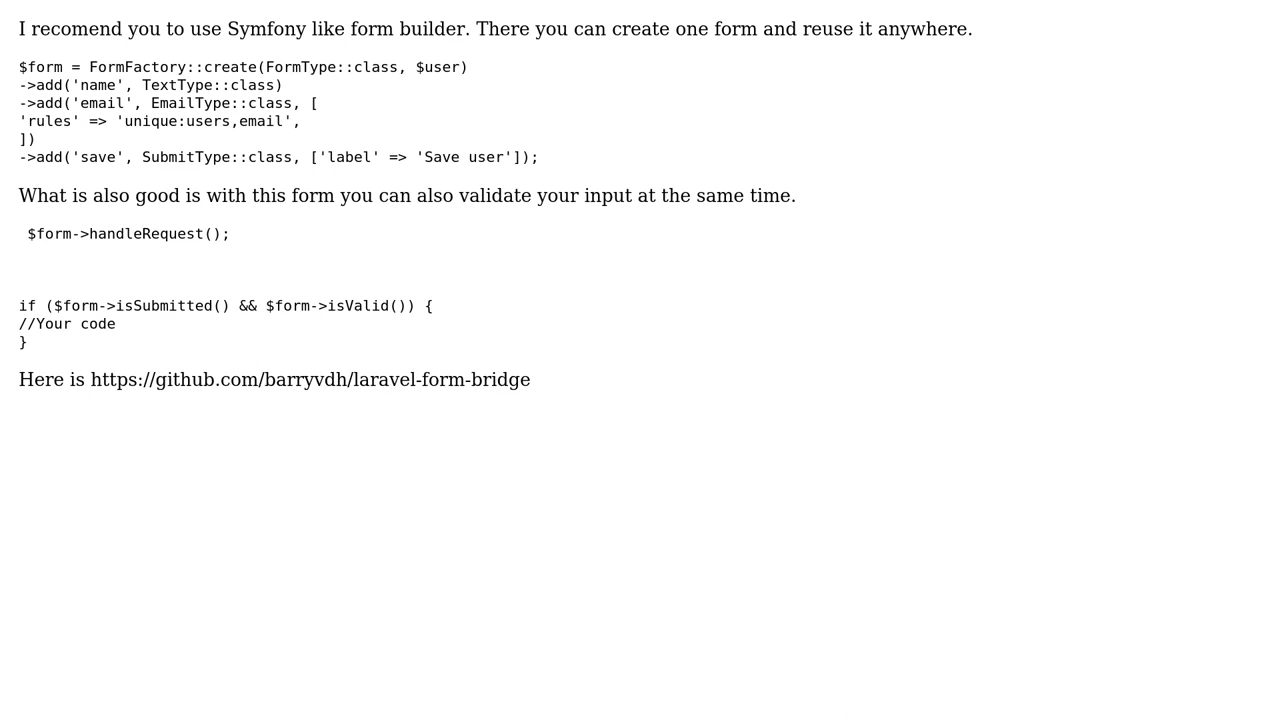 I recomend you to use Symfony like form builder. There you can create one form and reuse it anywhere.
$form = FormFactory::create(FormType::class, $user)
->add('name', TextType::class)
->add('email', EmailType::class, [
'rules' => 'unique:users,email',
])
->add('save', SubmitType::class, ['label' => 'Save user']);
What is also good is with this form you can also validate your input at the same time.
$form->handleRequest();
if ($form->isSubmitted() && $form->isValid()) {
//Your code
}
Here is https://github.com/barryvdh/laravel-form-bridge